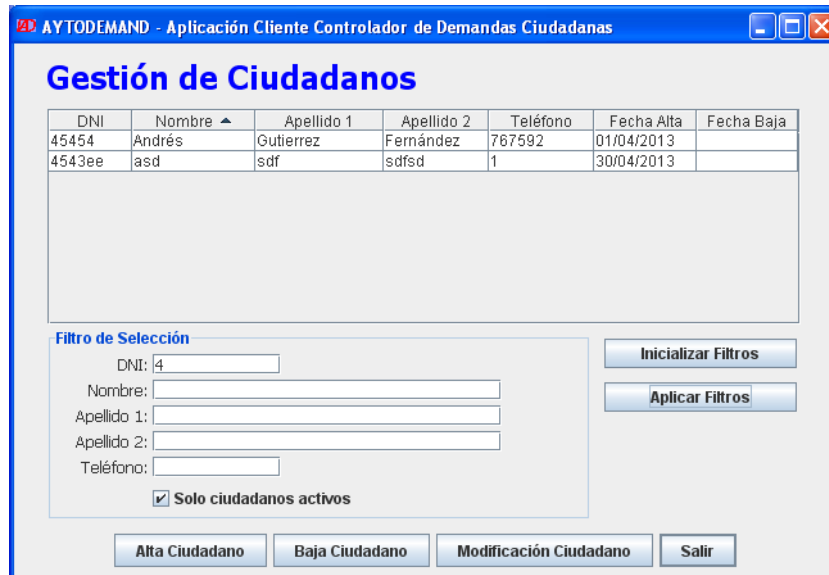 AYTODEMAND - Aplicación Cliente Controlador de Demandas Ciudadanas
Gestión de Ciudadanos
DNI Nombre Apellido 1 Apellido 2 Teléfono Fecha Alta Fecha Baja
45454 Andrés Gutierrez Fernández 767592 01/04/2013
4543ee asd sdf sdfsd 1 30/04/2013
Filtro de Selección
DNI: 4
Nombre:
Apellido 1:
Apellido 2:
Teléfono:
Solo ciudadanos activos
Inicializar Filtros
Aplicar Filtros
Alta Ciudadano Baja Ciudadano Modificación Ciudadano Salir